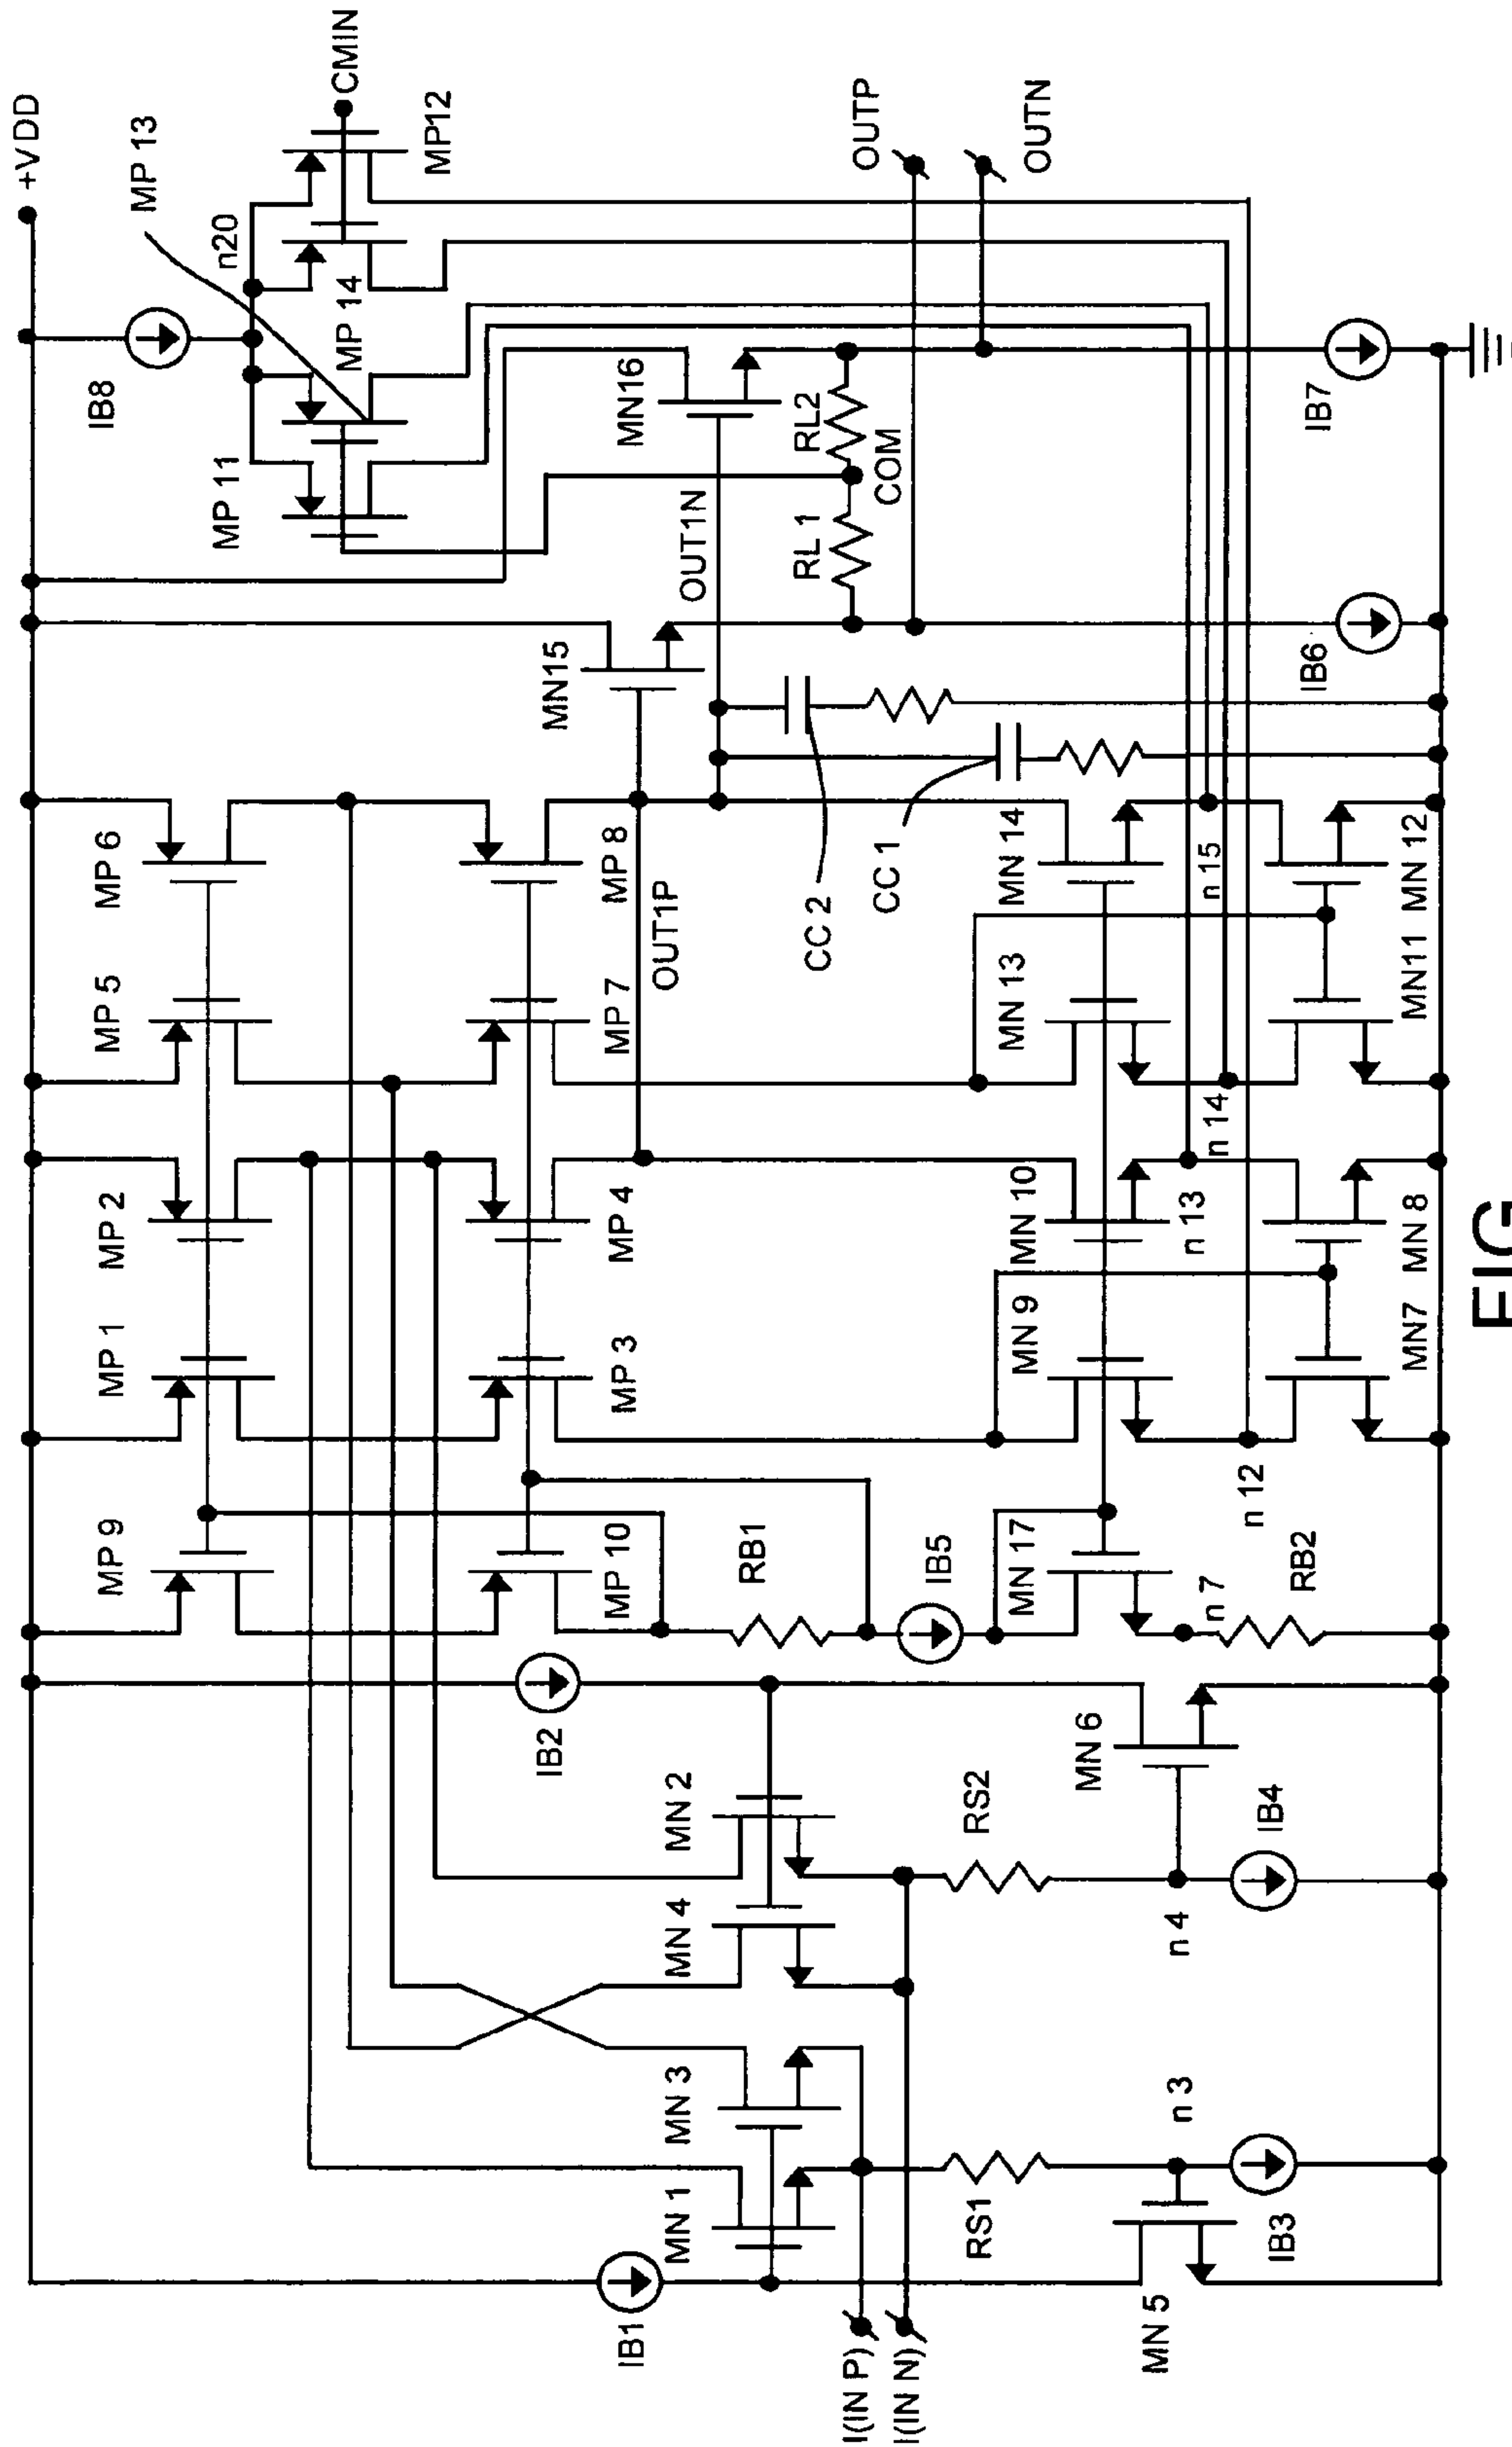 +VDD
CMIN
MP 13
MP12
n20
MP 14
IB8
MP 11
OUTP
OUTN
MN16
RL2
COM
RL 1
OUT1N
IB7
MN15
IB6
MP 6
MP 8
OUT1P
CC 2
CC 1
MN 14
n 15
MN 12
MP 5
MP 7
MN 13
MN11
n 14
MP 2
MP 4
MN 10
n 13
MN 8
MP 1
MP 3
MN 9
MN7
n 12
MP 9
MP 10
RB1
IB5
MN 17
n 7
RB2
IB2
MN 6
MN 2
RS2
IB4
MN 4
n 4
MN 3
n 3
MN 1
RS1
IB3
IB1
MN 5
I(IN P)
I(IN N)
FIG